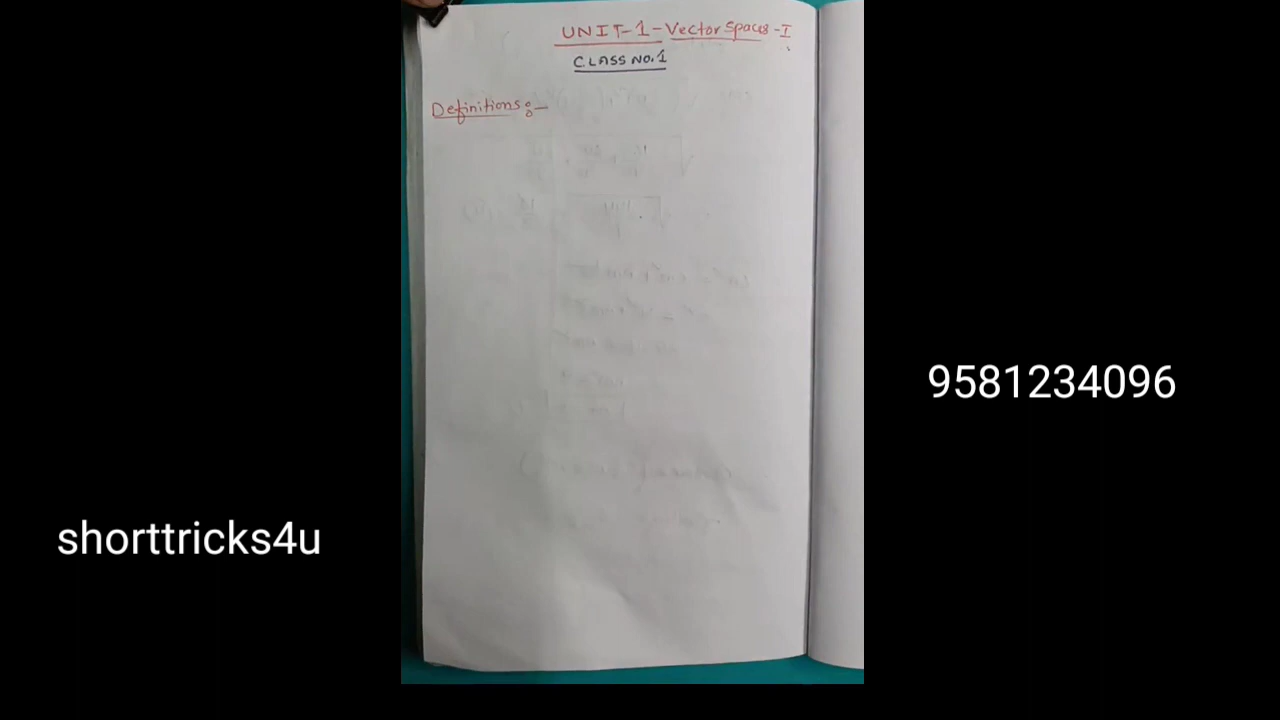 UNIT-1-Vector Spaces-I
CLASS NO.1
Definitions:-
9581234096
shorttricks4u